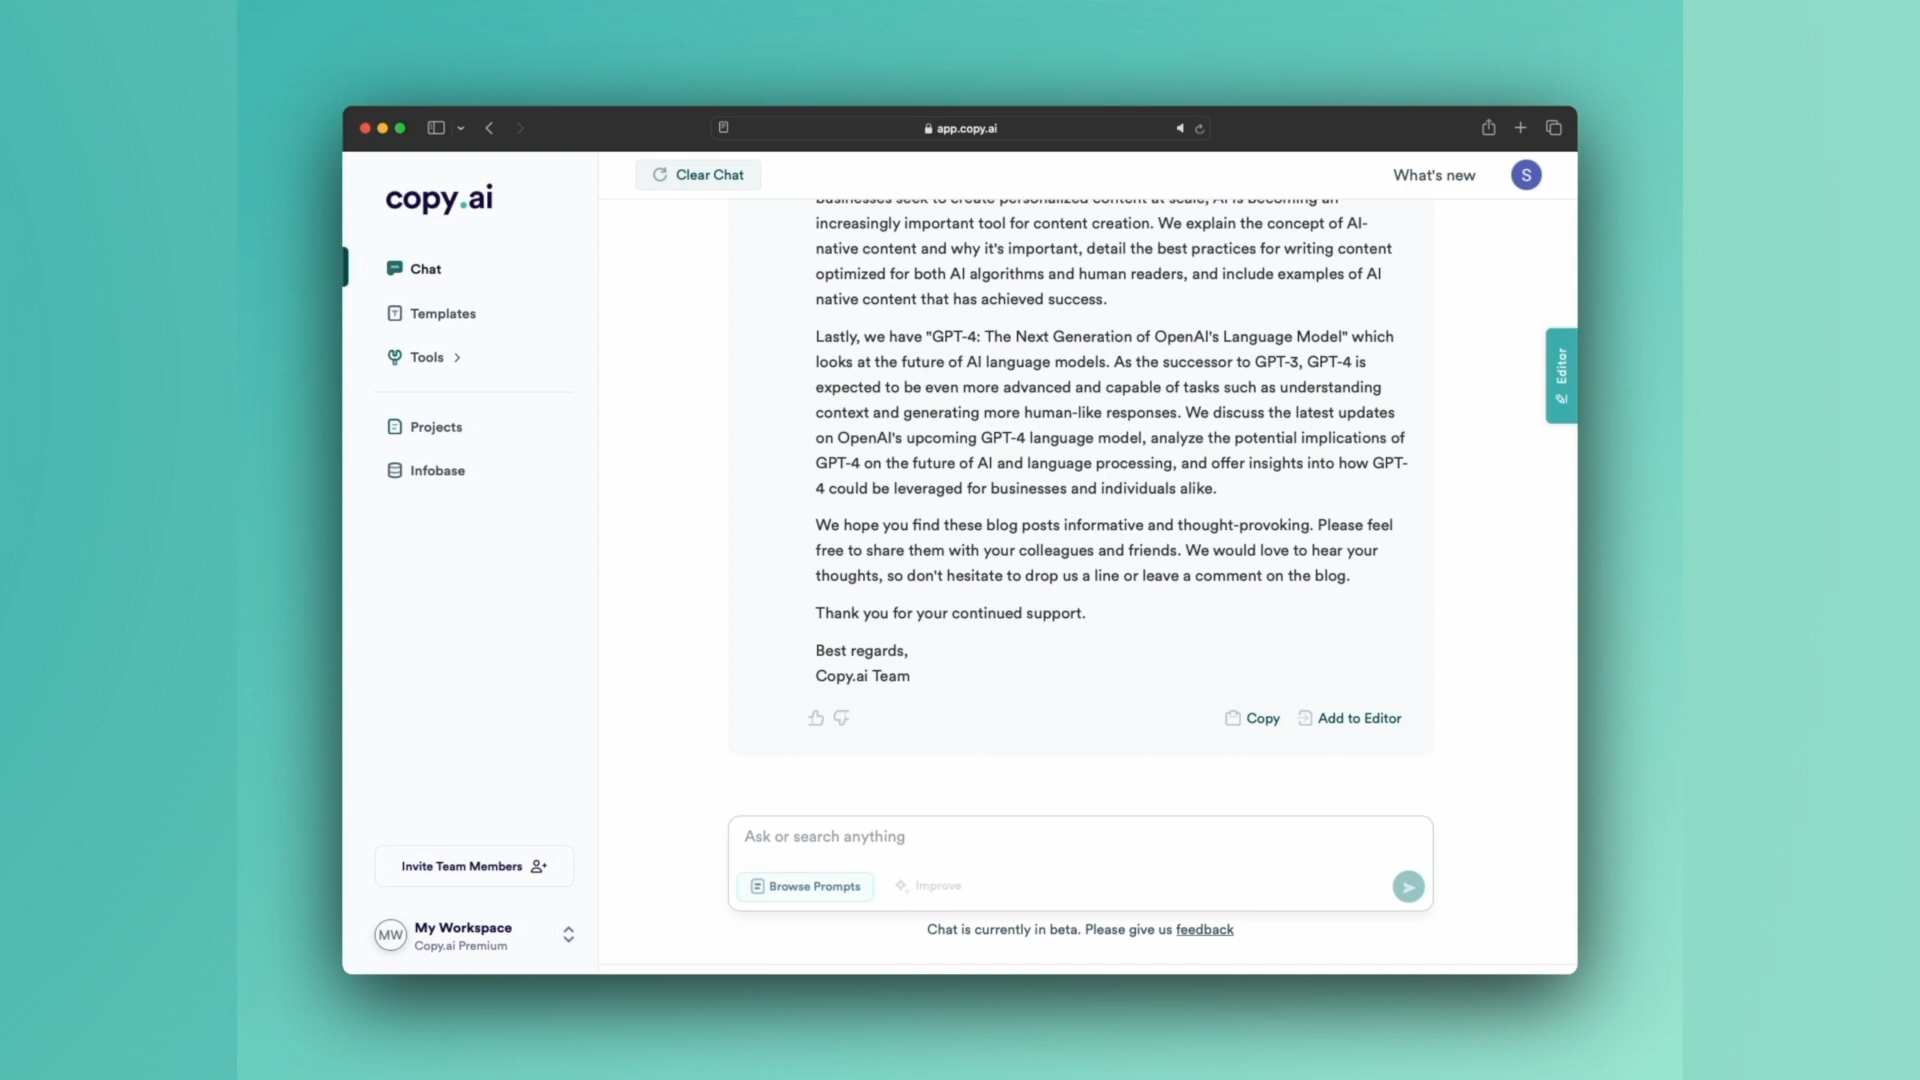 app.copy.ai
copy.ai
Clear Chat
What's new
S
Chat
Templates
Tools
Projects
Infobase
businesses seek to create personalized content at scale, AI is becoming an
increasingly important tool for content creation. We explain the concept of AI-
native content and why it's important, detail the best practices for writing content
optimized for both AI algorithms and human readers, and include examples of AI
native content that has achieved success.
Lastly, we have "GPT-4: The Next Generation of OpenAI's Language Model" which
looks at the future of AI language models. As the successor to GPT-3, GPT-4 is
expected to be even more advanced and capable of tasks such as understanding
context and generating more human-like responses. We discuss the latest updates
on OpenAI's upcoming GPT-4 language model, analyze the potential implications of
GPT-4 on the future of AI and language processing, and offer insights into how GPT-
4 could be leveraged for businesses and individuals alike.
We hope you find these blog posts informative and thought-provoking. Please feel
free to share them with your colleagues and friends. We would love to hear your
thoughts, so don't hesitate to drop us a line or leave a comment on the blog.
Thank you for your continued support.
Best regards,
Copy.ai Team
Copy
Add to Editor
Editor
Ask or search anything
Browse Prompts
Improve
Chat is currently in beta. Please give us feedback
Invite Team Members
MW
My Workspace
Copy.ai Premium